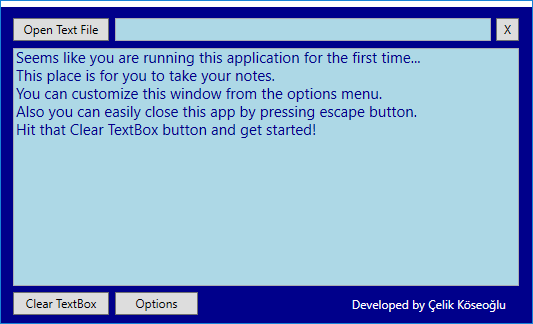 Open Text File
X
Seems like you are running this application for the first time...
This place is for you to take your notes.
You can customize this window from the options menu.
Also you can easily close this app by pressing escape button.
Hit that Clear TextBox button and get started!
Clear TextBox
Options
Developed by Çelik Köseoğlu